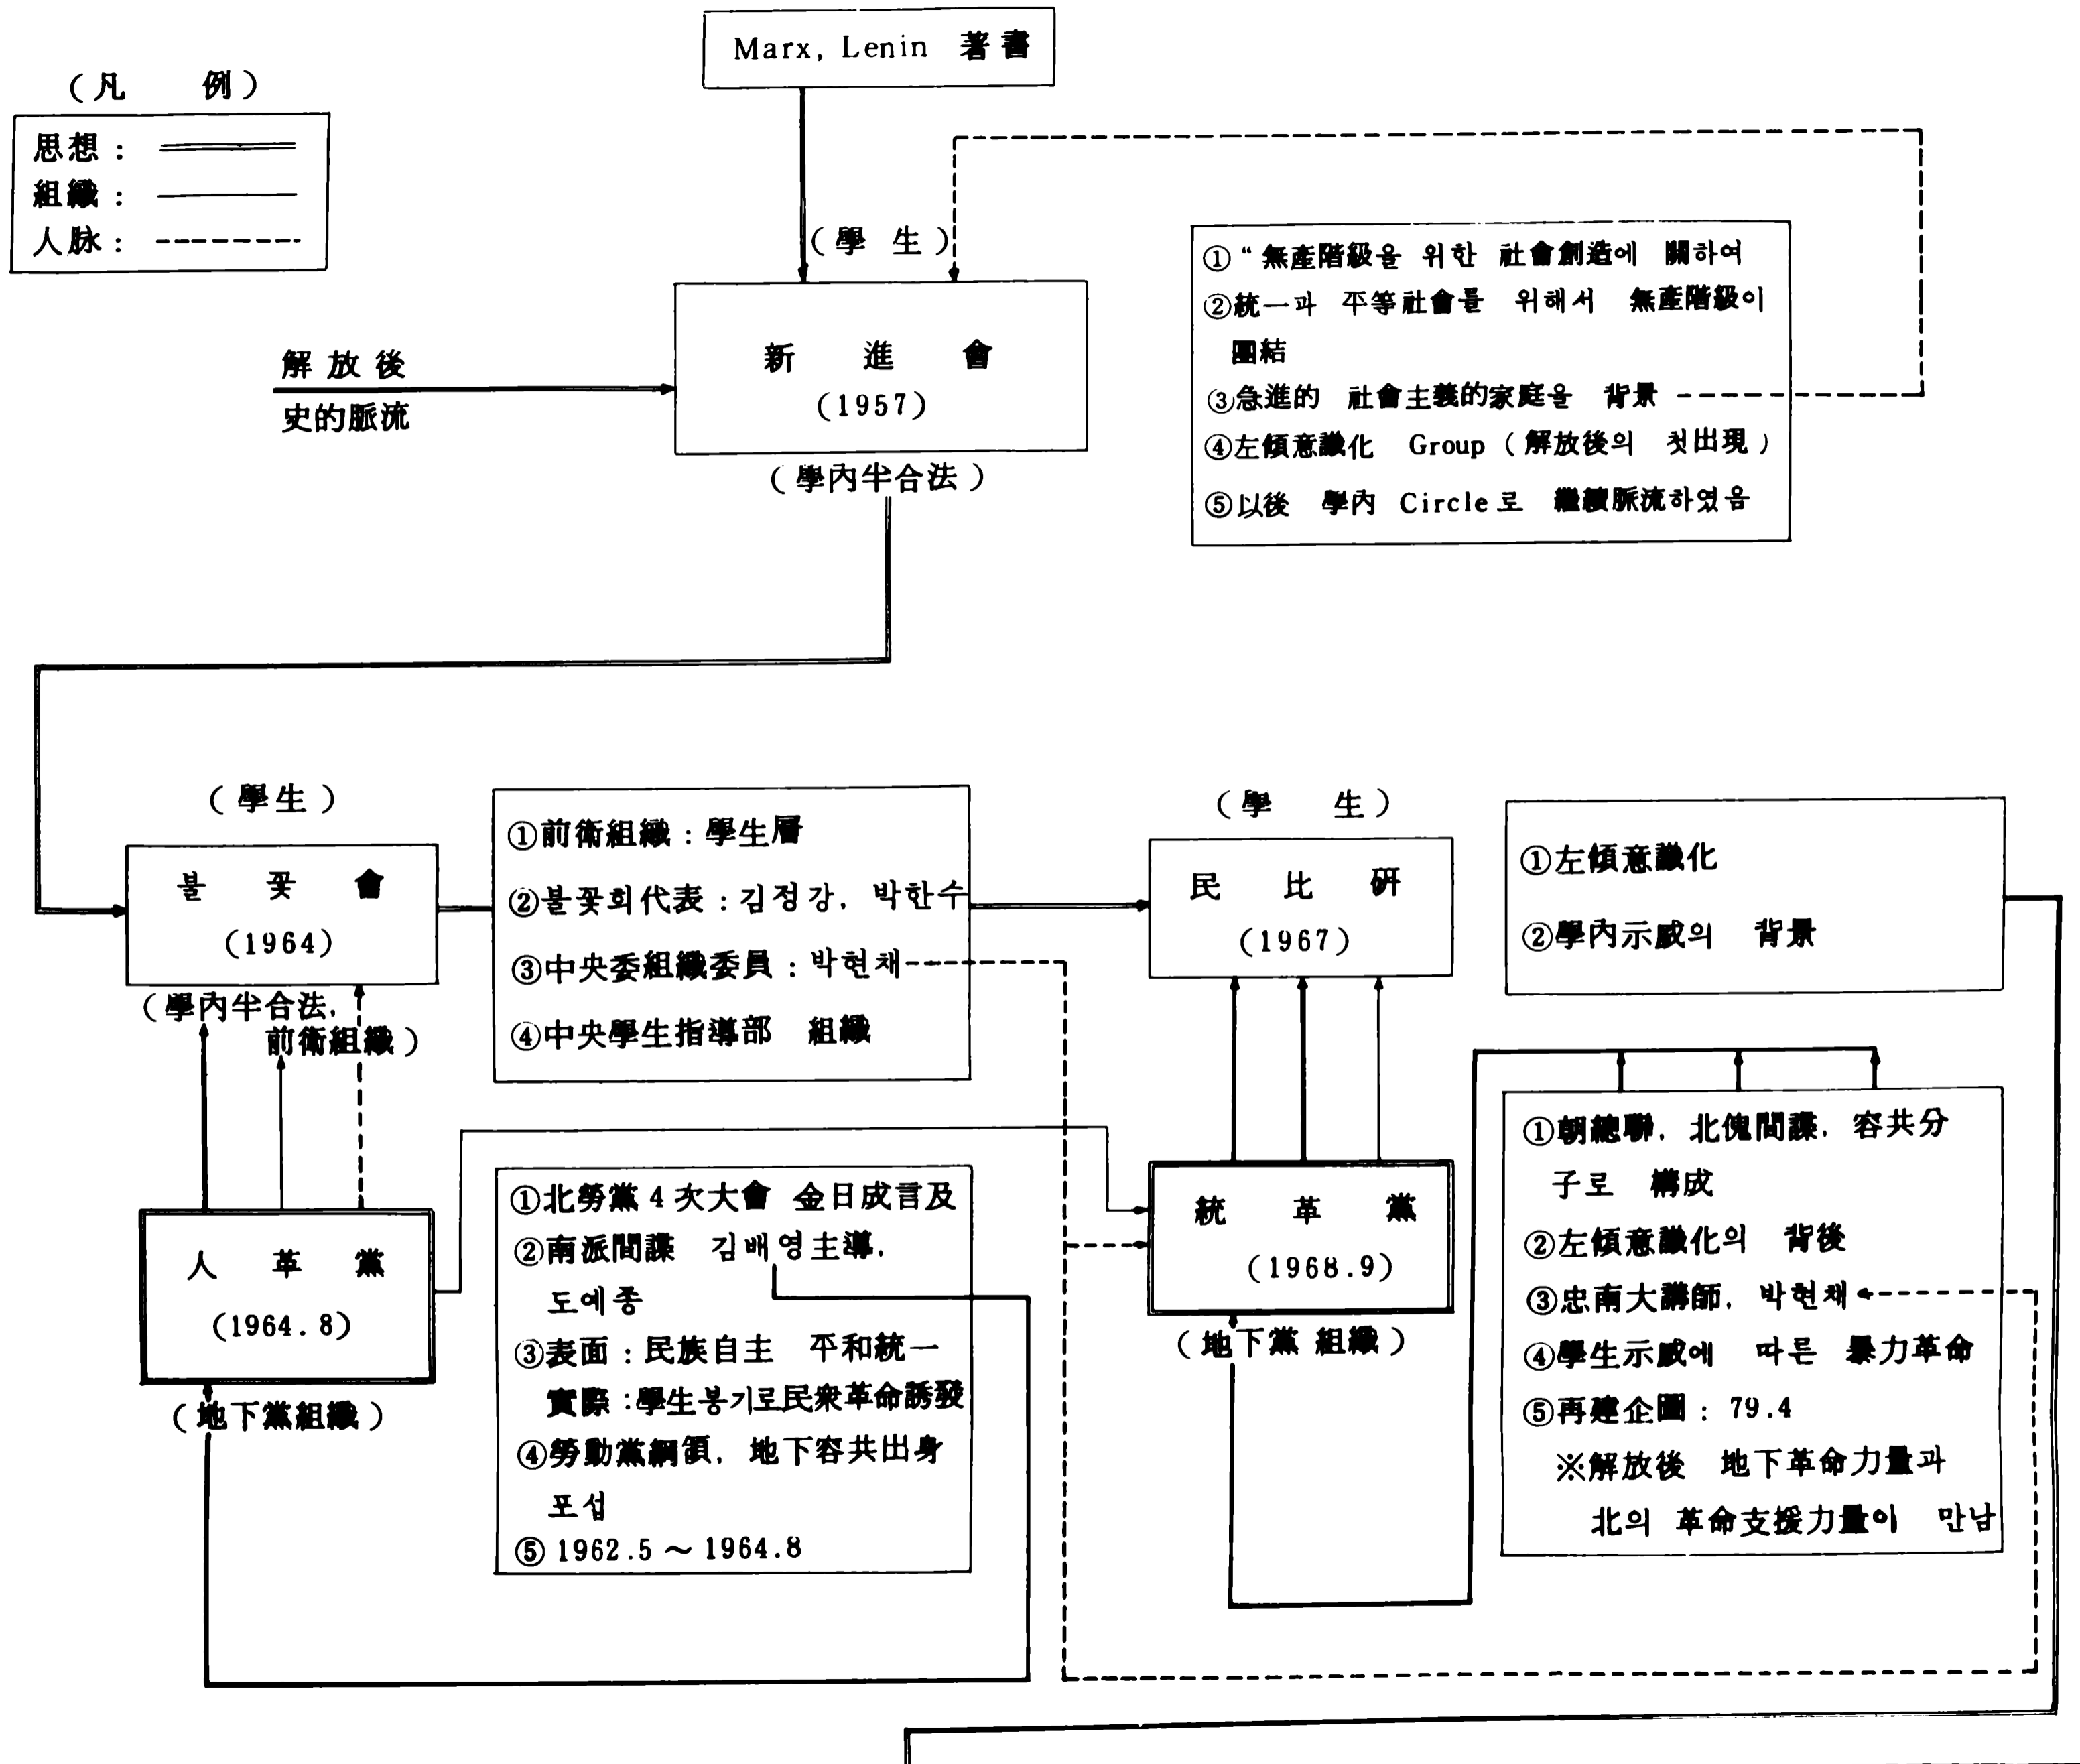 Marx, Lenin 著書
(凡 例)
思想 :
組織 :
人脉 :
(學 生)
新 進 會
(1957)
(學內半合法)
解放後
史的脈流
①“無產階級을 위한 社會創造에 關하여
②統一과 平等社會를 위해서 無產階級이
團結
③急進的 社會主義的家庭을 背景
④左傾意識化 Group (解放後의 첫出現)
⑤以後 學內 Circle로 繼續脈流하였음
(學生)
불 꽃 會
(1964)
(學內半合法,
前衛組織)
①前衛組織 : 學生層
②불꽃회代表 : 김정강, 박한수
③中央委組織委員 : 박현채
④中央學生指導部 組織
(學 生)
民 比 硏
(1967)
①左傾意識化
②學內示威의 背景
人 革 黨
(1964.8)
(地下黨組織)
①北勞黨 4次大會 金日成言及
②南派間諜 김배영主導,
도예종
③表面 : 民族自主 平和統一
實際 : 學生봉기로民衆革命誘發
④勞動黨綱領, 地下容共出身
포섭
⑤ 1962.5 ~ 1964.8
統 革 黨
(1968.9)
(地下黨 組織)
①朝總聯, 北傀間諜, 容共分
子로 構成
②左傾意識化의 背後
③忠南大講師, 박현채
④學生示威에 따른 暴力革命
⑤再建企圖 : 79.4
※解放後 地下革命力量과
北의 革命支援力量이 만남